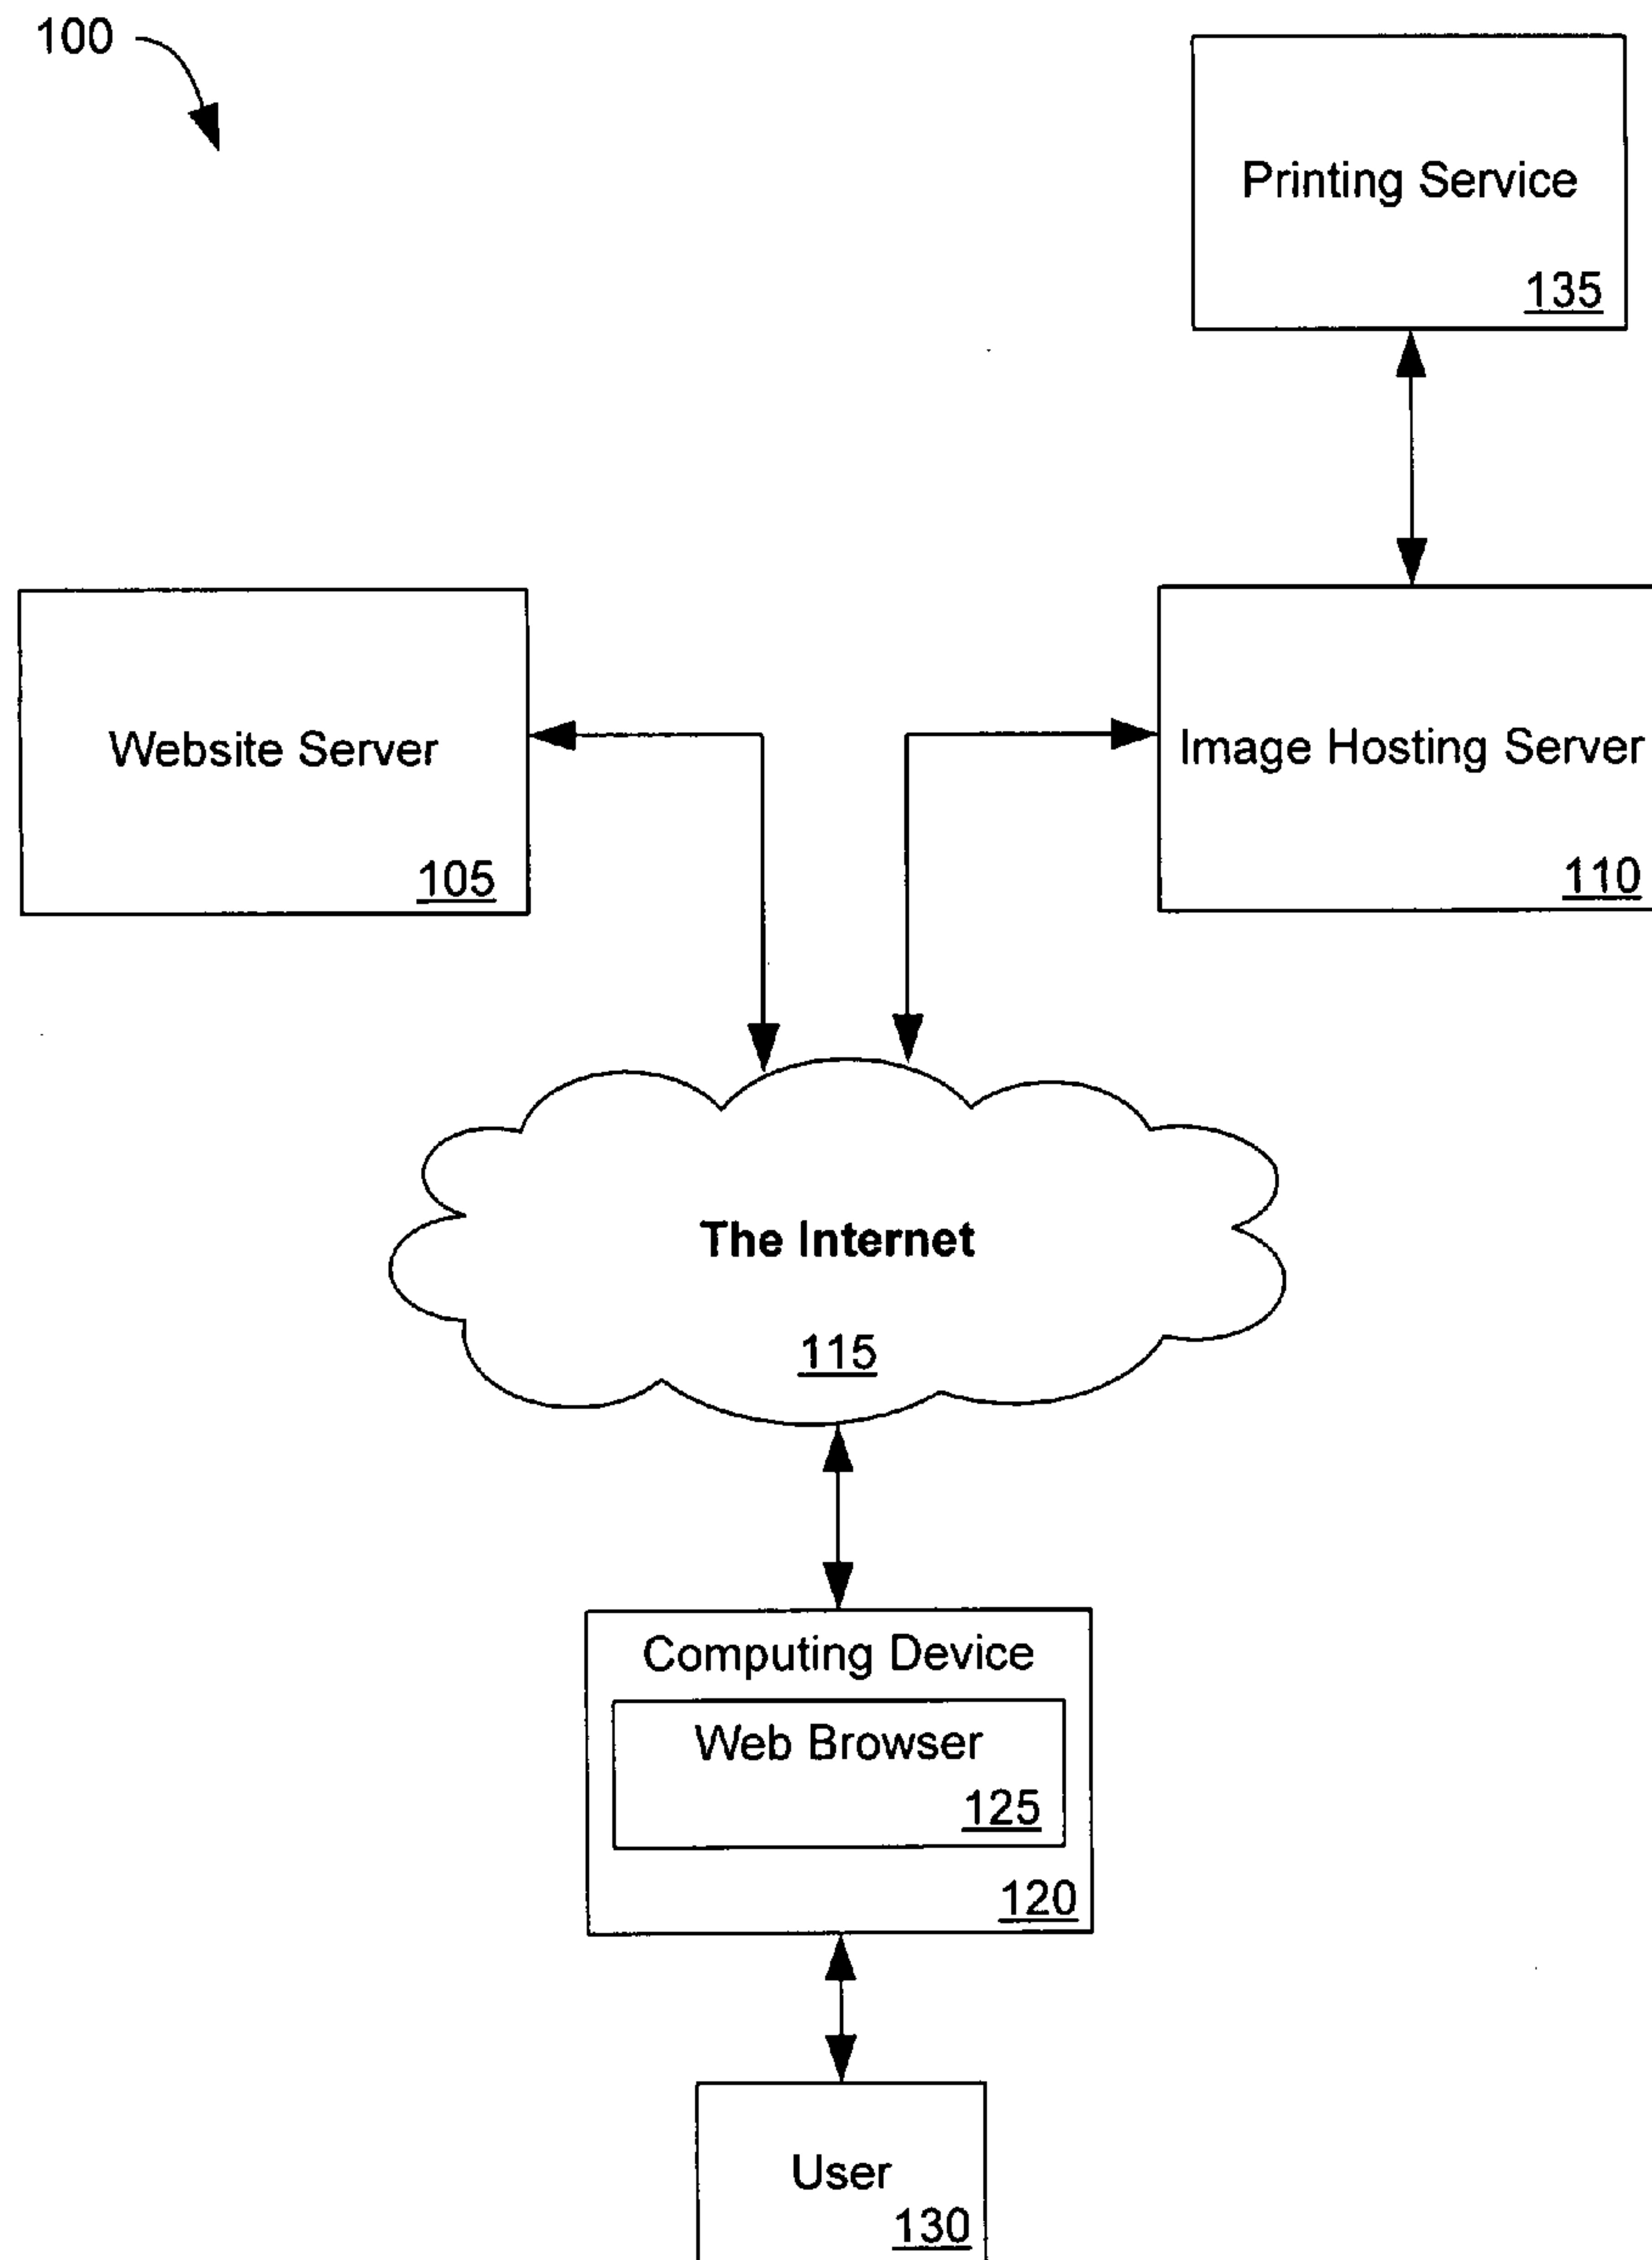 100
Printing Service
135
Website Server
105
Image Hosting Server
110
The Internet
115
Computing Device
Web Browser
125
120
User
130